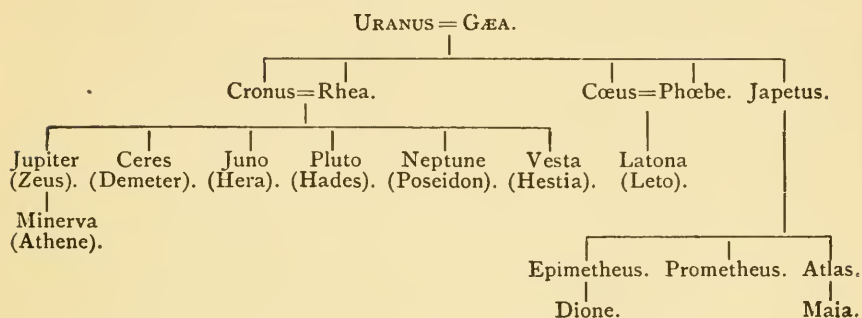 URANUS = GÆA.
Cronus=Rhea. Cœus=Phœbe. Japetus.
Jupiter Ceres Juno Pluto Neptune Vesta Latona
(Zeus). (Demeter). (Hera). (Hades). (Poseidon). (Hestia). (Leto).
Minerva
(Athene).
Epimetheus. Prometheus. Atlas.
Dione. Maia.